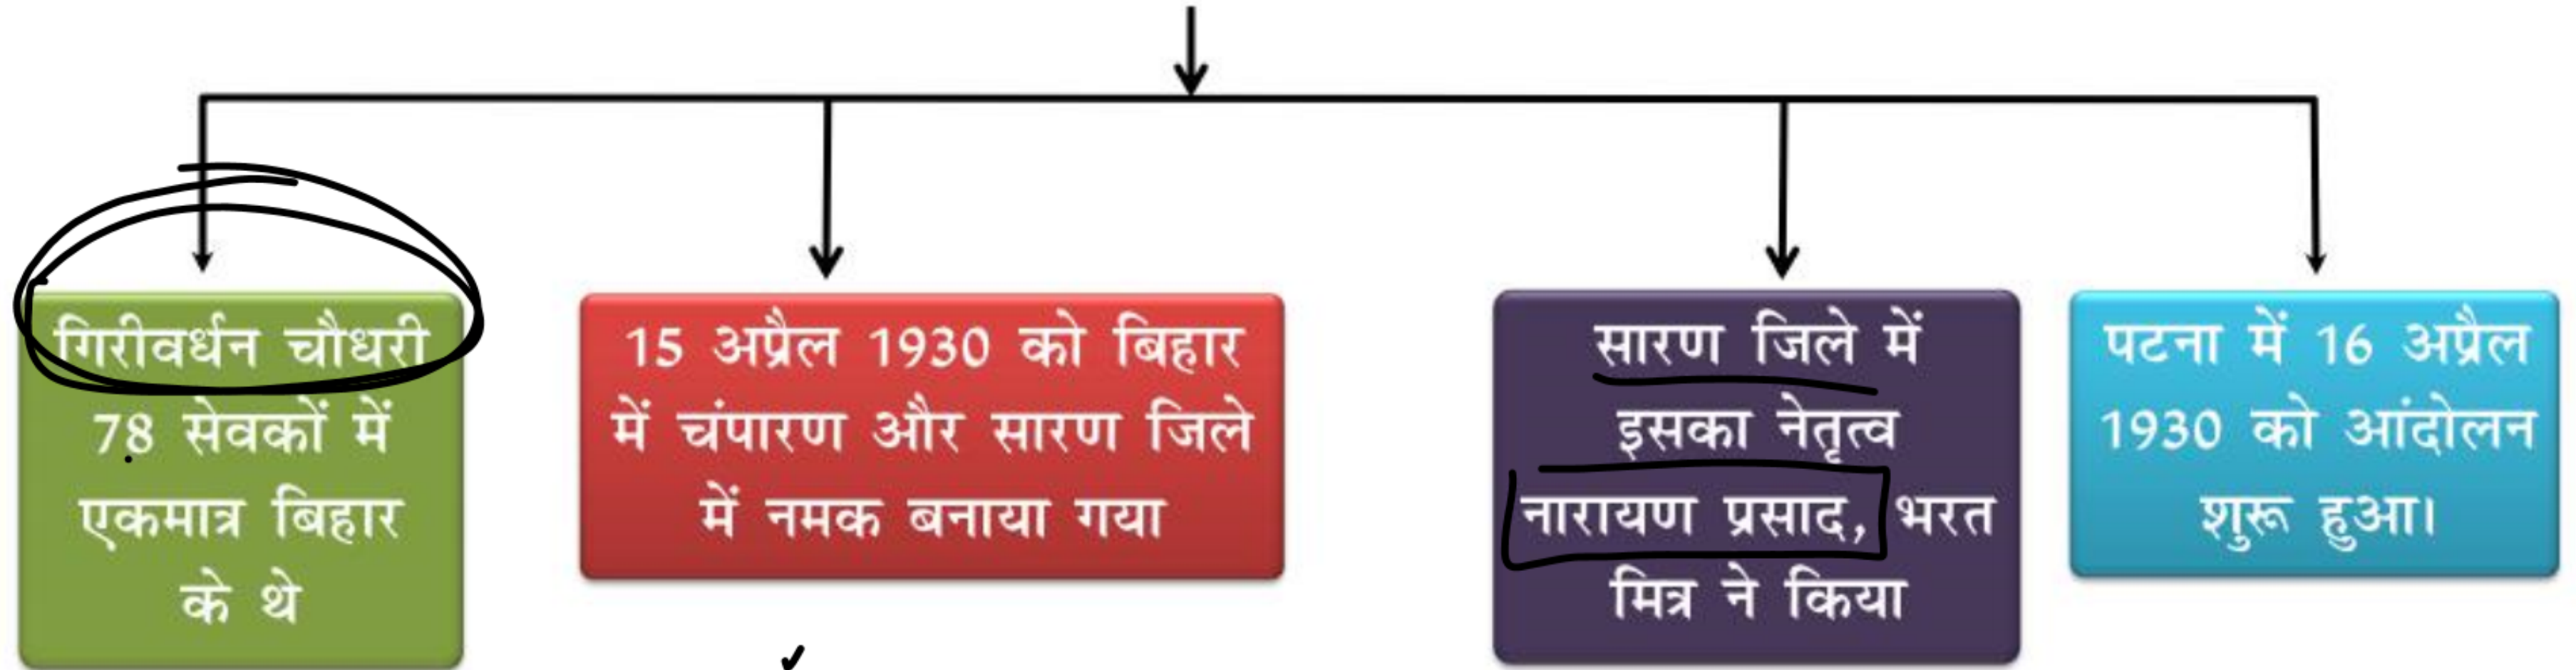 गिरीवर्धन चौधरी
78 सेवकों में
एकमात्र बिहार
के थे
15 अप्रैल 1930 को बिहार
में चंपारण और सारण जिले
में नमक बनाया गया
सारण जिले में
इसका नेतृत्व
नारायण प्रसाद, भरत
मित्र ने किया
पटना में 16 अप्रैल
1930 को आंदोलन
शुरू हुआ।